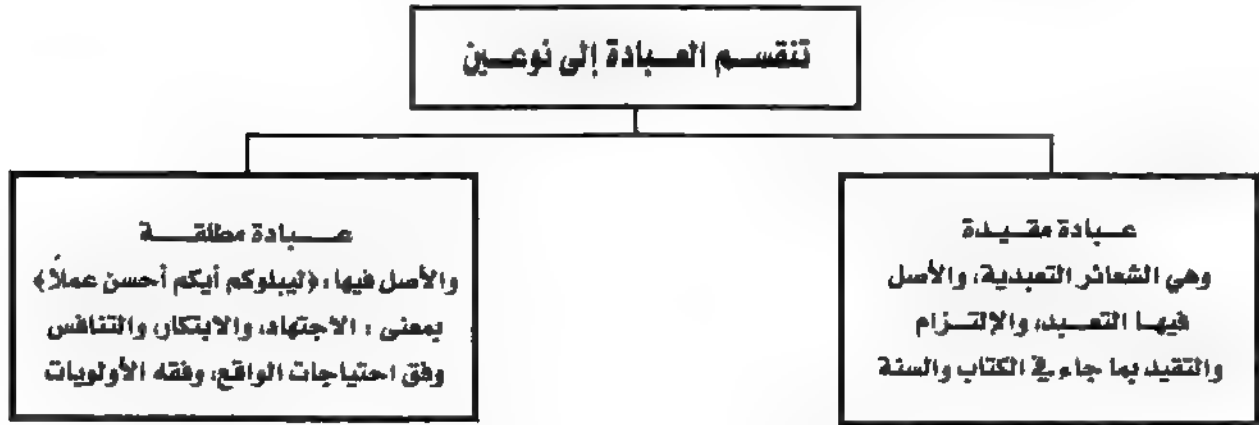 تنقسم العبادة إلى نوعين
عبادة مقيدة
وهي الشعائر التعبدية، والأصل
فيها التعبد، والإلتزام
والتقيد بما جاء في الكتاب والسنة
عبادة مطلقة
والأصل فيها: ﴿ليبلوكم أيكم أحسن عملاً﴾
بمعنى: الاجتهاد، والابتكار، والتنافس
وفق احتياجات الواقع، وفقه الأولويات